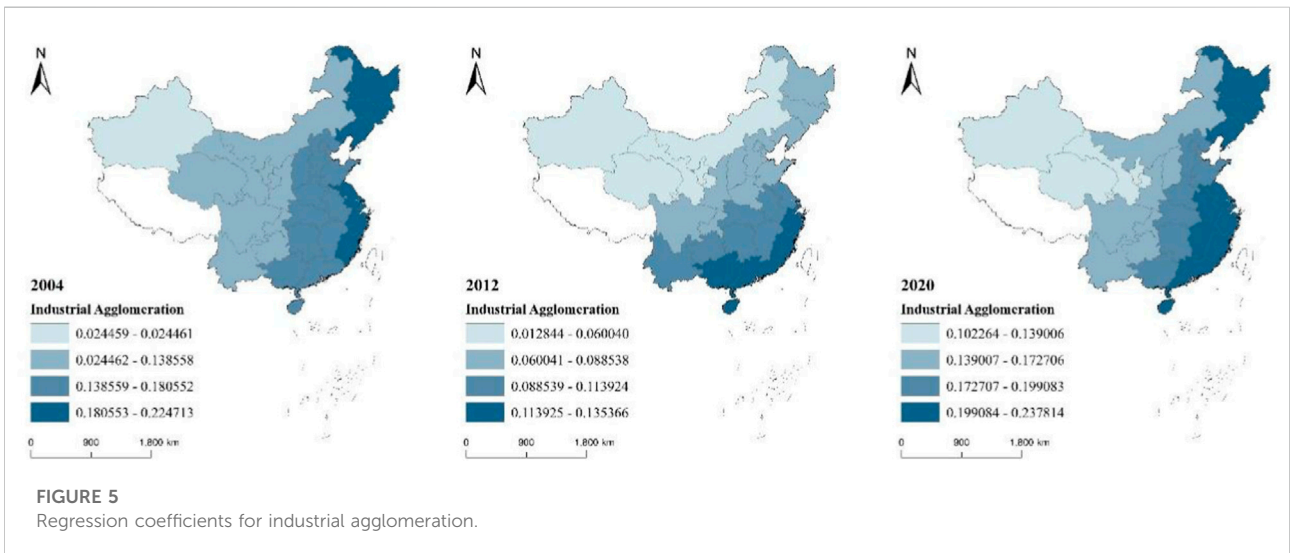 N
2004
Industrial Agglomeration
0.024459 - 0.024461
0.024462 - 0.138558
0.138559 - 0.180552
0.180553 - 0.224713
0 900 1,800 km
N
2012
Industrial Agglomeration
0.012844 - 0.060040
0.060041 - 0.088538
0.088539 - 0.113924
0.113925 - 0.135366
0 900 1,800 km
N
2020
Industrial Agglomeration
0.102264 - 0.139006
0.139007 - 0.172706
0.172707 - 0.199083
0.199084 - 0.237814
0 900 1,800 km
FIGURE 5
Regression coefficients for industrial agglomeration.